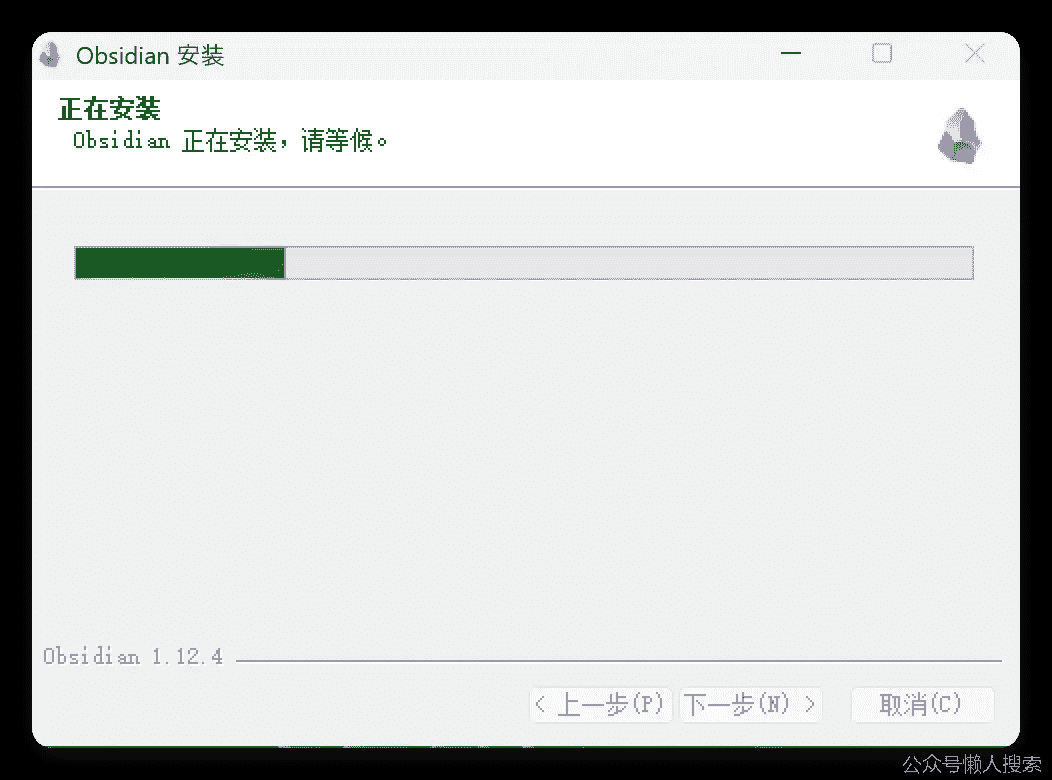 Obsidian 安装
正在安装
Obsidian 正在安装，请等候。
Obsidian 1.12.4
< 上一步(P) 下一步(N) > 取消(C)
公众号懒人搜索